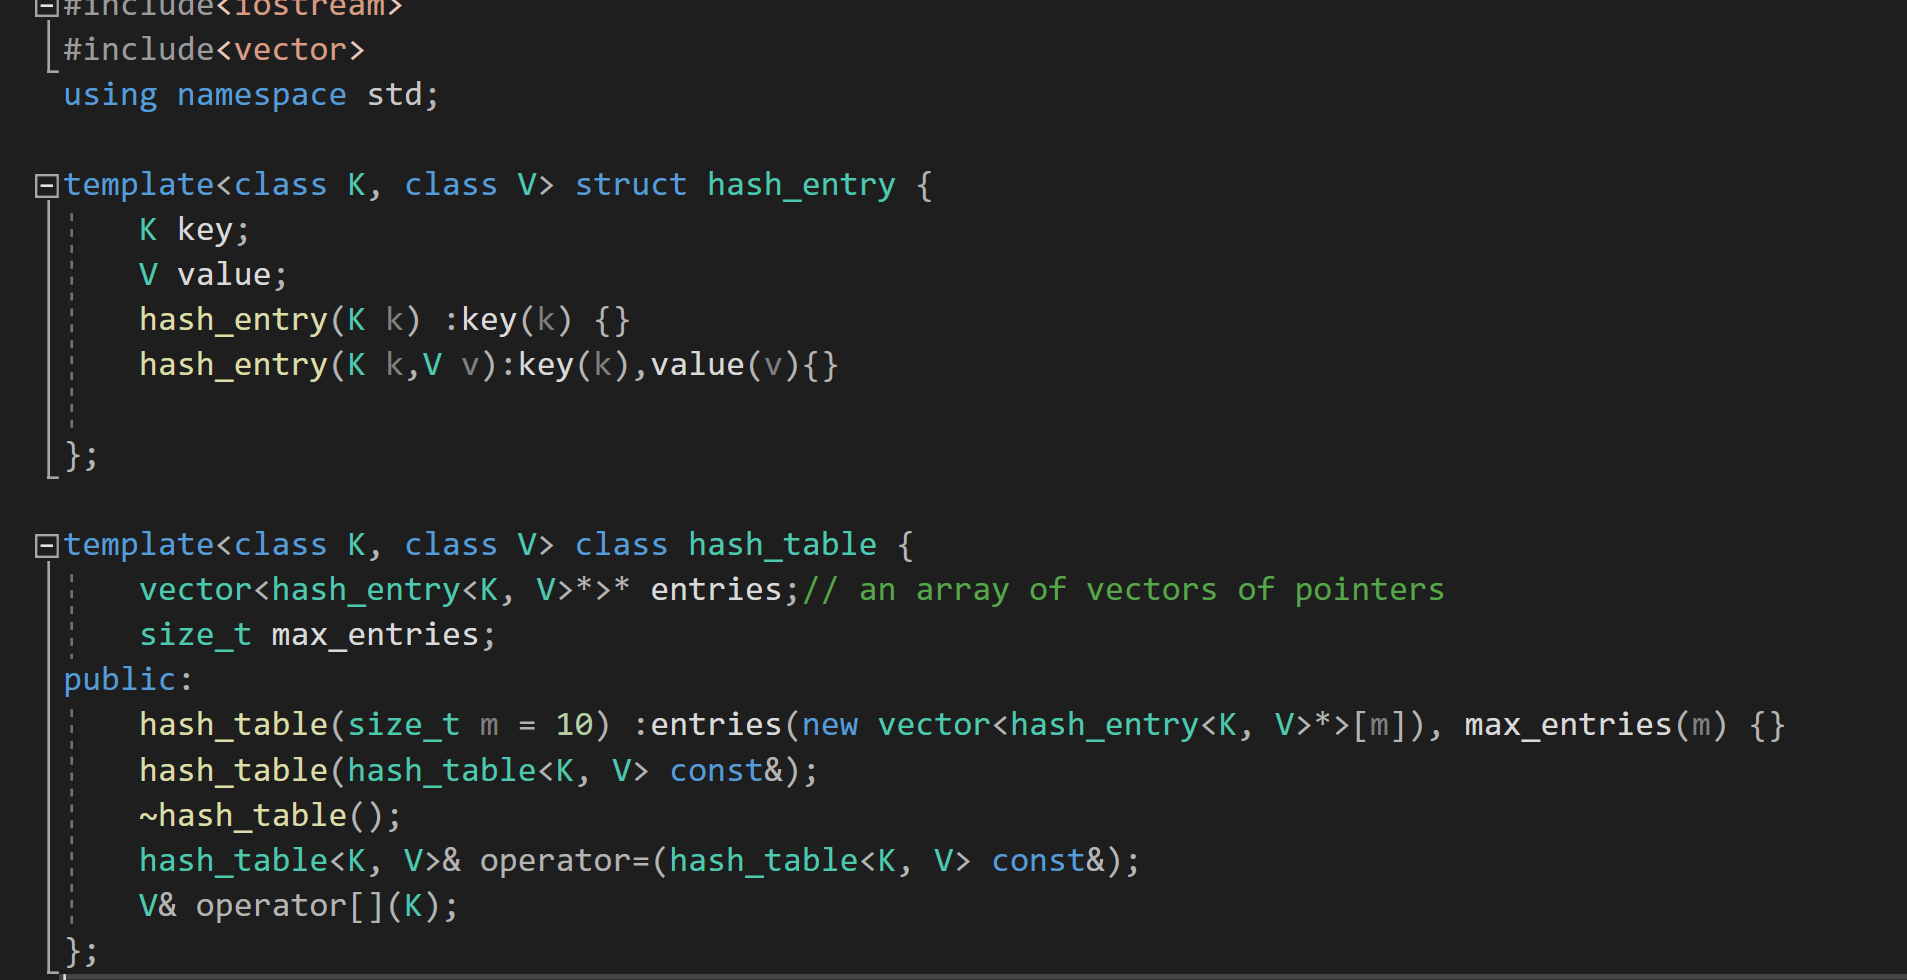 #include<iostream>
#include<vector>
using namespace std;
template<class K, class V> struct hash_entry {
K key;
V value;
hash_entry(K k) :key(k) {}
hash_entry(K k,V v):key(k),value(v){}
};
template<class K, class V> class hash_table {
vector<hash_entry<K, V>*>* entries;// an array of vectors of pointers
size_t max_entries;
public:
hash_table(size_t m = 10) :entries(new vector<hash_entry<K, V>*>[m]), max_entries(m) {}
hash_table(hash_table<K, V> const&);
~hash_table();
hash_table<K, V>& operator=(hash_table<K, V> const&);
V& operator[](K);
};